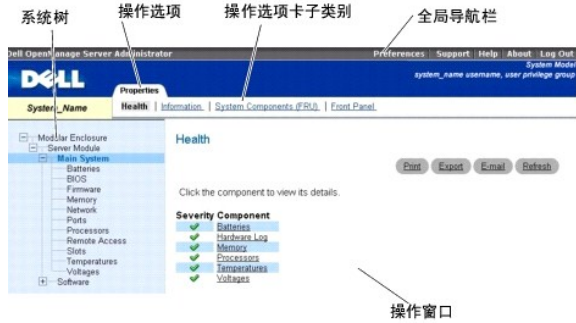 系统树
操作选项
操作选项卡子类别
全局导航栏
Dell OpenManage Server Administrator
Preferences Support Help About Log Out
System Model
system_name username, user privilege group
DELL
Properties
System_Name
Health Information System Components (FRU) Front Panel
Modular Enclosure
Server Module
Main System
Batteries
BIOS
Firmware
Memory
Network
Ports
Processors
Remote Access
Slots
Temperatures
Voltages
Software
Health
Print Export E-mail Refresh
Click the component to view its details.
Severity Component
Batteries
Hardware Log
Memory
Processors
Temperatures
Voltages
操作窗口